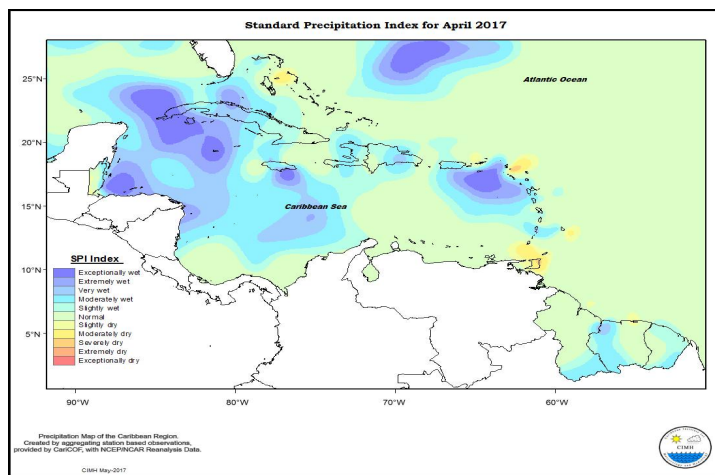 Standard Precipitation Index for April 2017
25°N
20°N
15°N
10°N
5°N
Atlantic Ocean
Caribbean Sea
SPI Index
Exceptionally wet
Extremely wet
Very wet
Moderately wet
Slightly wet
Normal
Slightly dry
Moderately dry
Severely dry
Extremely dry
Exceptionally dry
90°W
80°W
70°W
60°W
Precipitation Map of the Caribbean Region.
Created by aggregating station based observations,
provided by CariCOF, with NCEP/NCAR Reanalysis Data.
CIMH May-2017
CIMH